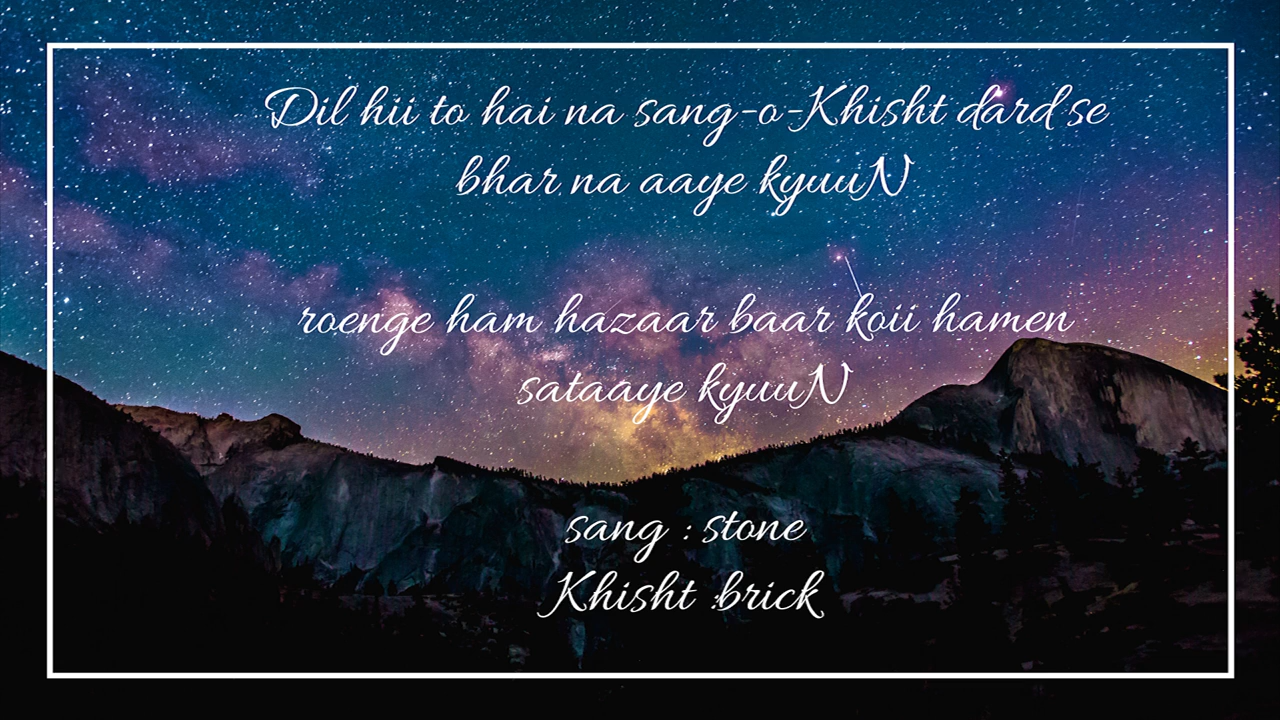 Dil hii to hai na sang-o-Khisht dard se
bhar na aaye kyuuN
roenge ham hazaar baar koii hamen
sataaye kyuuN
sang : stone
Khisht :brick